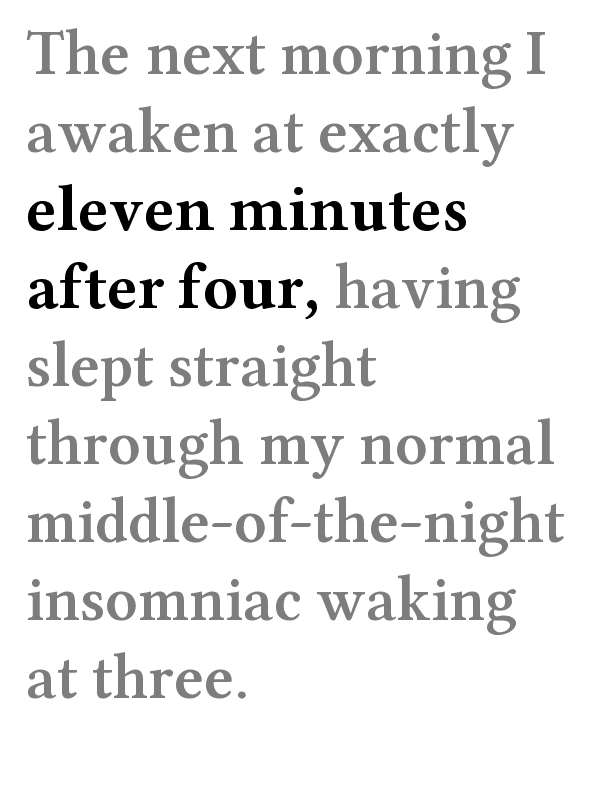 The next morning I
awaken at exactly
eleven minutes
after four, having
slept straight
through my normal
middle-of-the-night
insomniac waking
at three.